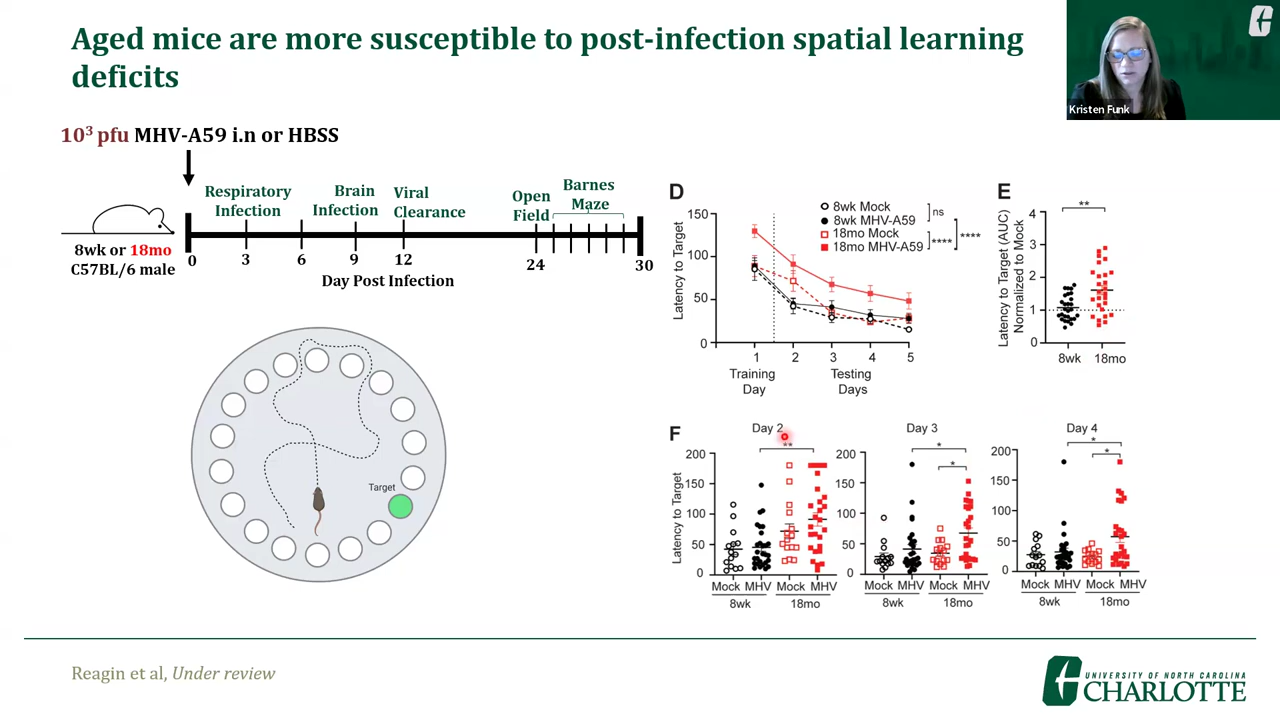 Aged mice are more susceptible to post-infection spatial learning
deficits
Kristen Funk
10³ pfu MHV-A59 i.n or HBSS
Respiratory
Infection
Brain
Infection
Viral
Clearance
Open
Field
Barnes
Maze
8wk or 18mo
C57BL/6 male
0 3 6 9 12 24 30
Day Post Infection
Target
D
Latency to Target
150
100
50
0
8wk Mock
8wk MHV-A59
18mo Mock
18mo MHV-A59
ns
****
****
1 2 3 4 5
Training
Day
Testing
Days
E
Latency to Target (AUC)
Normalized to Mock
4
3
2
1
0
**
8wk 18mo
F
Latency to Target
Day 2
200
150
100
50
0
**
Mock MHV Mock MHV
8wk 18mo
Day 3
200
150
100
50
0
*
*
Mock MHV Mock MHV
8wk 18mo
Day 4
200
150
100
50
0
*
*
Mock MHV Mock MHV
8wk 18mo
Reagin et al, Under review
UNIVERSITY OF NORTH CAROLINA
CHARLOTTE